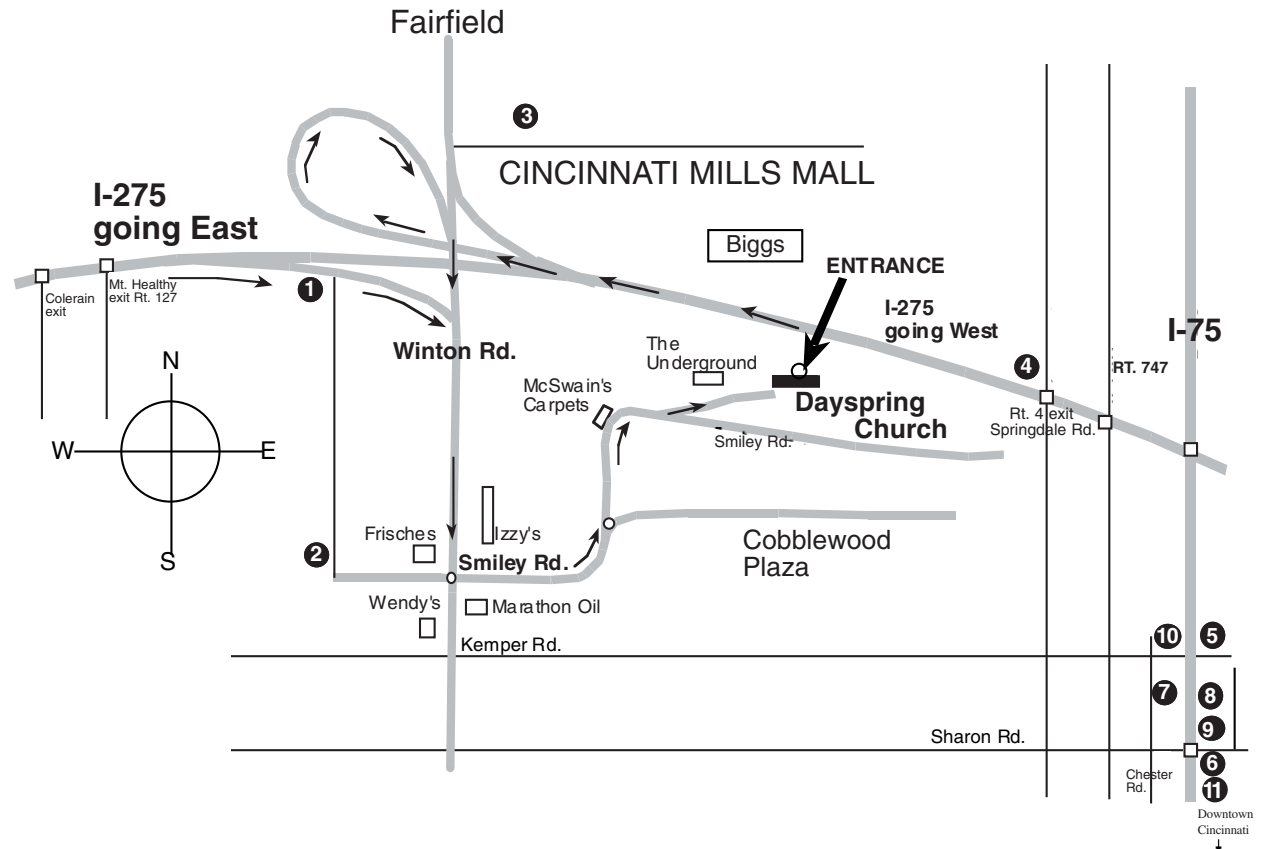 Fairfield
3
CINCINNATI MILLS MALL
I-275
going East
Biggs
ENTRANCE
Colerain
exit
Mt. Healthy
exit Rt. 127
1
I-275
going West
I-75
Winton Rd.
The
Underground
4
RT. 747
N
W
E
S
McSwain's
Carpets
Dayspring
Church
Rt. 4 exit
Springdale Rd.
Smiley Rd.
Frisches
Izzy's
2
Smiley Rd.
Cobblewood
Plaza
Wendy's
Marathon Oil
Kemper Rd.
10
5
7
8
9
Sharon Rd.
6
Chester
Rd.
11
Downtown
Cincinnati